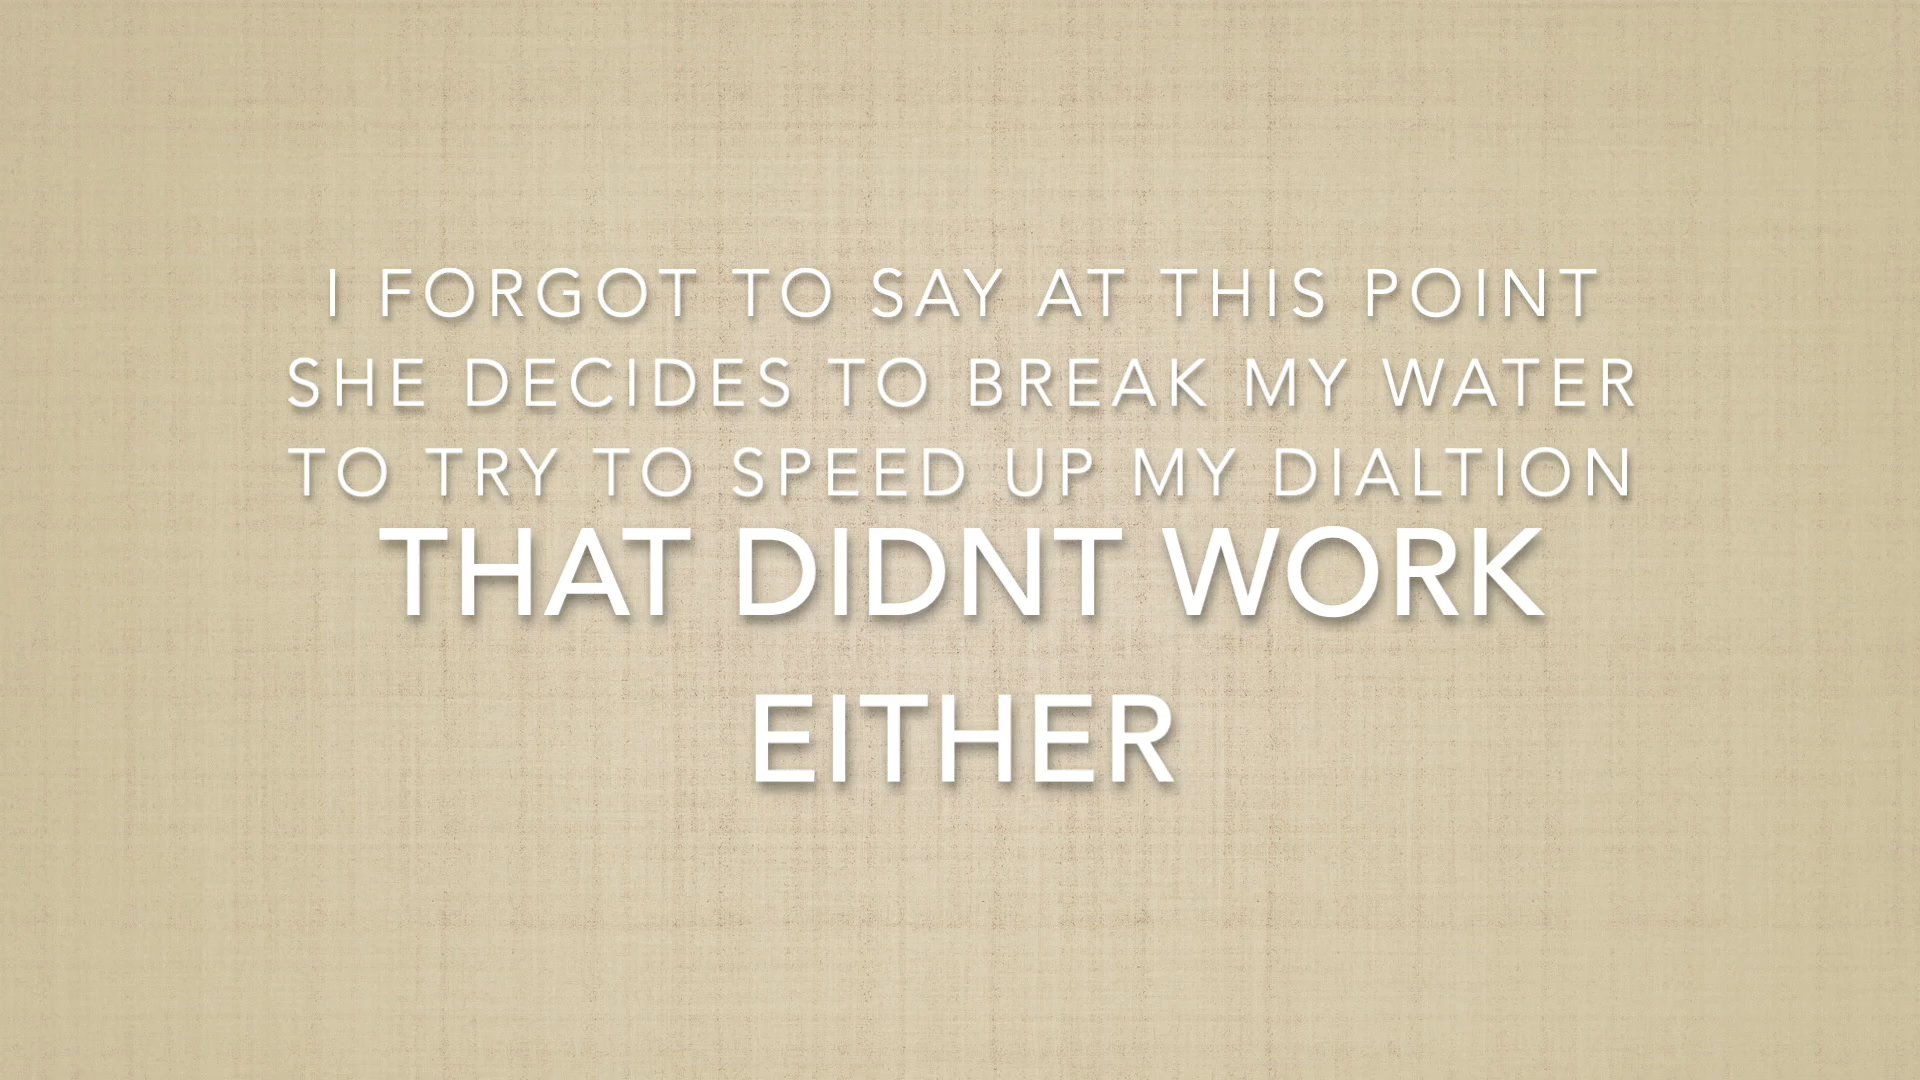 I FORGOT TO SAY AT THIS POINT
SHE DECIDES TO BREAK MY WATER
TO TRY TO SPEED UP MY DIALTION
THAT DIDNT WORK
EITHER